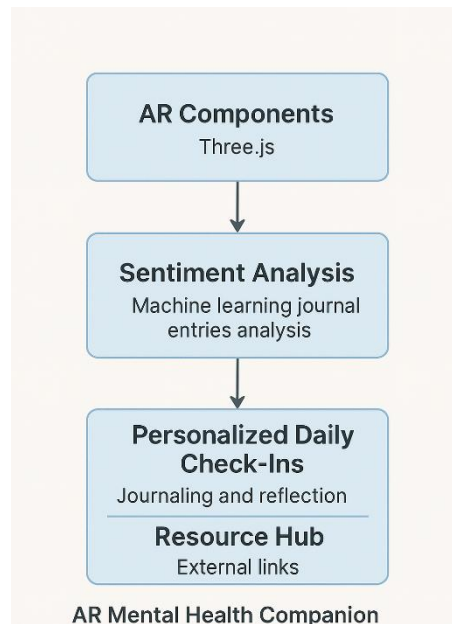 AR Components
Three.js
Sentiment Analysis
Machine learning journal
entries analysis
Personalized Daily
Check-Ins
Journaling and reflection
Resource Hub
External links
AR Mental Health Companion